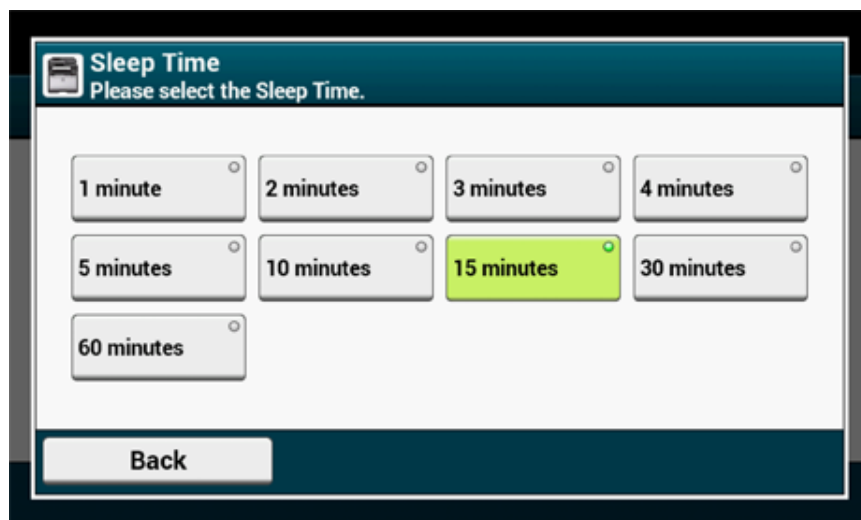 Sleep Time
Please select the Sleep Time.
1 minute
2 minutes
3 minutes
4 minutes
5 minutes
10 minutes
15 minutes
30 minutes
60 minutes
Back